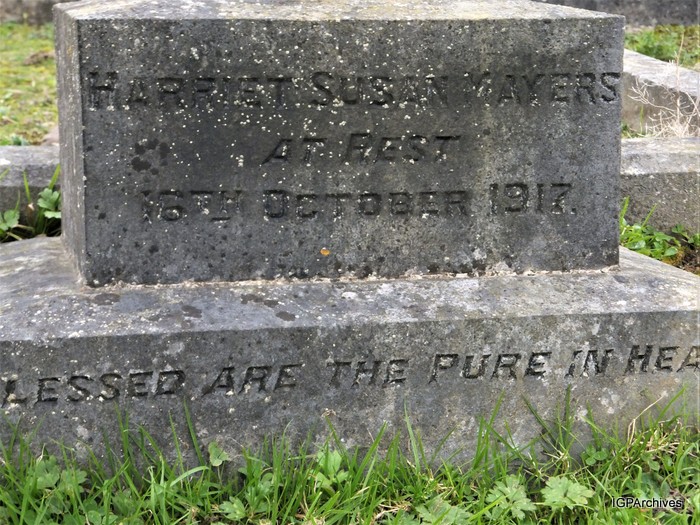 Harriet Susan Mayers
At Rest
16th October 1917.
lessed are the pure in hea
IGPArchives